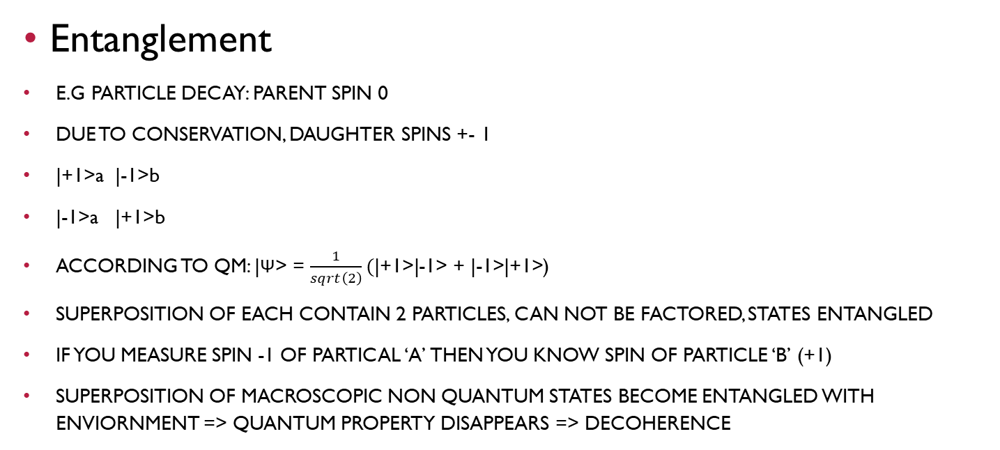 • Entanglement
• E.G PARTICLE DECAY: PARENT SPIN 0
• DUE TO CONSERVATION, DAUGHTER SPINS +- 1
• |+1>a |-1>b
• |-1>a |+1>b
• ACCORDING TO QM: |Ψ> = 1/sqrt(2) (|+1>|-1> + |-1>|+1>)
• SUPERPOSITION OF EACH CONTAIN 2 PARTICLES, CAN NOT BE FACTORED, STATES ENTANGLED
• IF YOU MEASURE SPIN -1 OF PARTICAL ‘A’ THEN YOU KNOW SPIN OF PARTICLE ‘B’ (+1)
• SUPERPOSITION OF MACROSCOPIC NON QUANTUM STATES BECOME ENTANGLED WITH
ENVIORNMENT => QUANTUM PROPERTY DISAPPEARS => DECOHERENCE